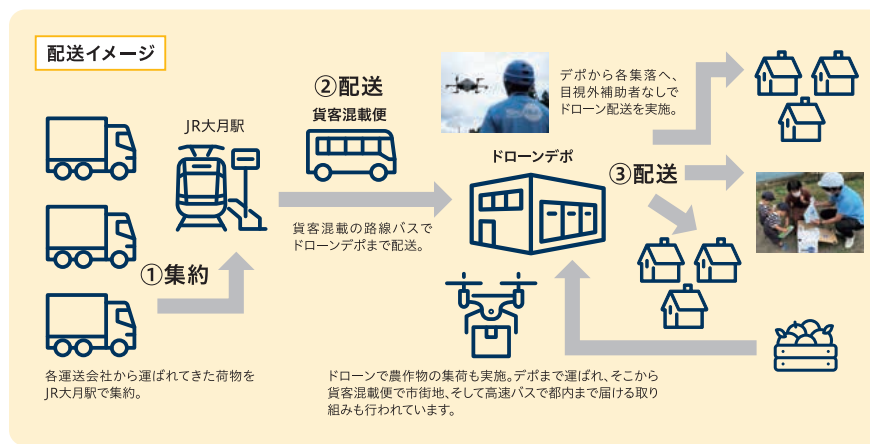 配送イメージ
JR大月駅
①集約
各運送会社から運ばれてきた荷物を
JR大月駅で集約。
②配送
貨客混載便
貨客混載の路線バスで
ドローンデポまで配送。
ドローンデポ
③配送
デポから各集落へ、
目視外補助者なしで
ドローン配送を実施。
ドローンで農作物の集荷も実施。デポまで運ばれ、そこから
貨客混載便で市街地、そして高速バスで都内まで届ける取り
組みも行われています。